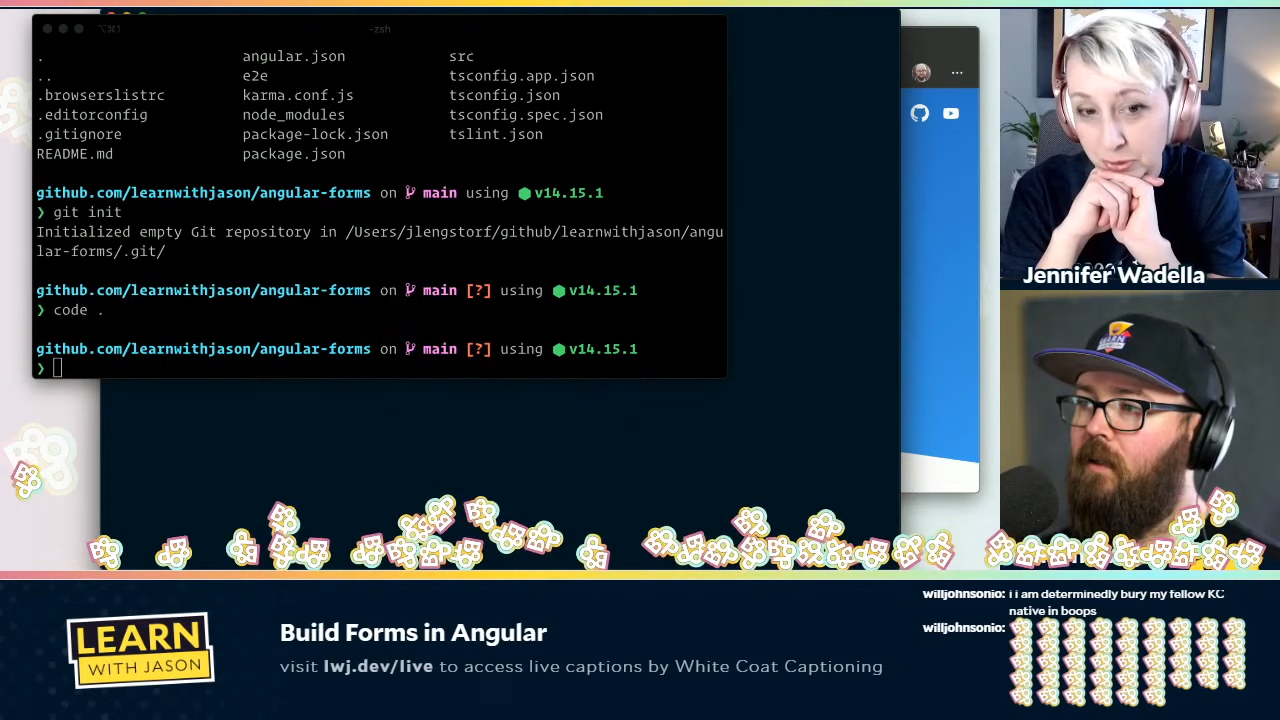 ⌥⌘1 -zsh
. angular.json src
.. e2e tsconfig.app.json
.browserslistrc karma.conf.js tsconfig.json
.editorconfig node_modules tsconfig.spec.json
.gitignore package-lock.json tslint.json
README.md package.json
github.com/learnwithjason/angular-forms on main using v14.15.1
❯ git init
Initialized empty Git repository in /Users/jlengstorf/github/learnwithjason/angu
lar-forms/.git/
github.com/learnwithjason/angular-forms on main [?] using v14.15.1
❯ code .
github.com/learnwithjason/angular-forms on main [?] using v14.15.1
❯
Jennifer Wadella
LEARN
WITH JASON
Build Forms in Angular
visit lwj.dev/live to access live captions by White Coat Captioning
willjohnsonio: i i am determinedly bury my fellow KC
native in boops
willjohnsonio: